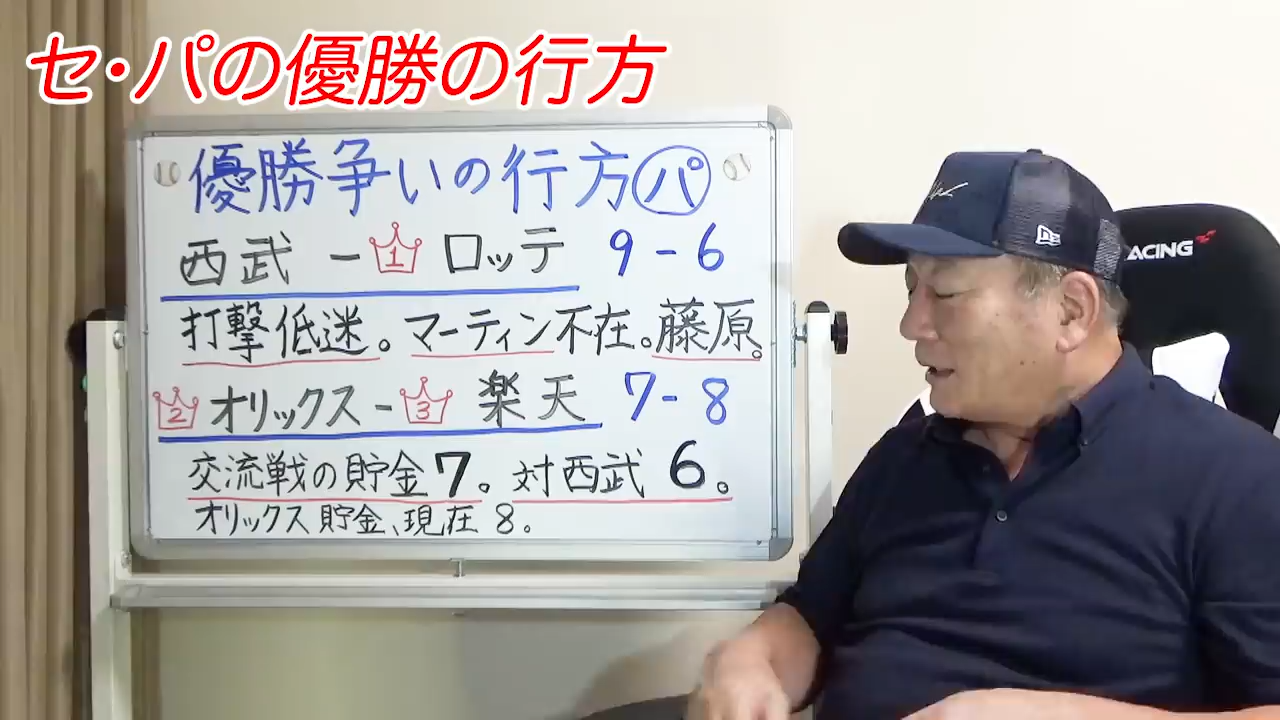 セ・パの優勝の行方
優勝争いの行方パ
西武 ー 1 ロッテ 9-6
打撃低迷。マーティン不在。藤原。
2 オリックス - 3 楽天 7-8
交流戦の貯金7。対西武6。
オリックス貯金、現在8。
RACING